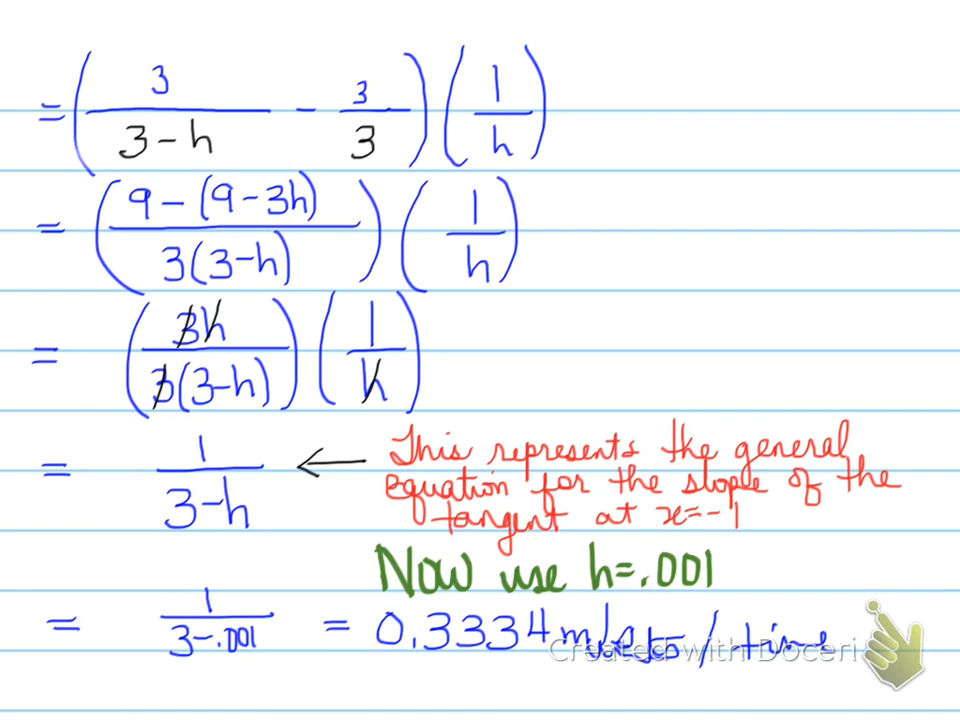 = (3/(3-h) - 3/3) (1/h)
= ((9-(9-3h))/(3(3-h))) (1/h)
= (3h/(3(3-h))) (1/h)
= 1/(3-h) ← This represents the general
equation for the slope of the
tangent at x=-1
Now use h=.001
= 1/(3-.001) = 0.3334 / time
Created with Doceri